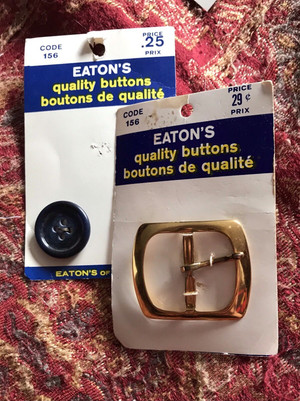 CODE
156
PRICE
.25
PRIX
EATON'S
quality buttons
boutons de qualité
EATON'S OF
CODE
156
PRICE
29¢
PRIX
EATON'S
quality buttons
boutons de qualité